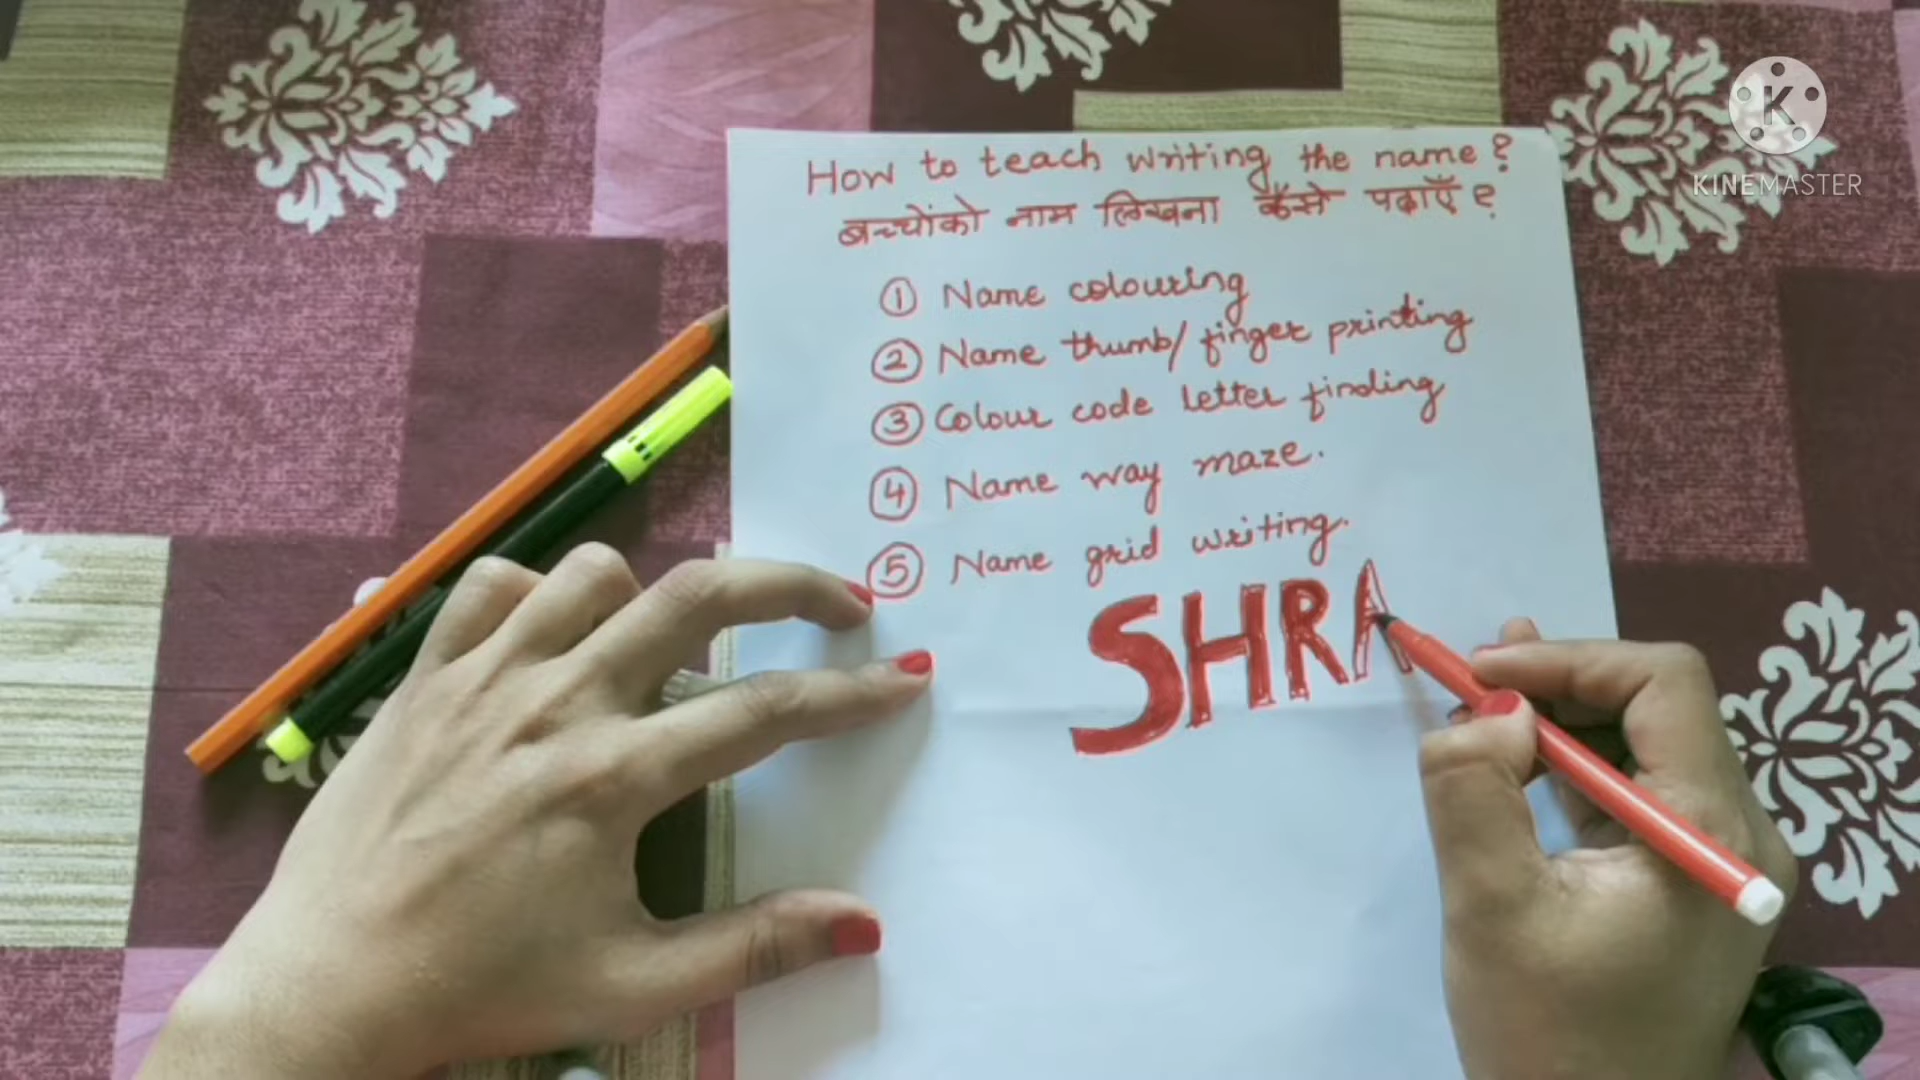 How to teach writing the name?
बच्चोंको नाम लिखना कैसे पढाएँ?
① Name colouring
② Name thumb/finger printing
③ Colour code letter finding
④ Name way maze.
⑤ Name grid writing.
SHRA
K
KINEMASTER